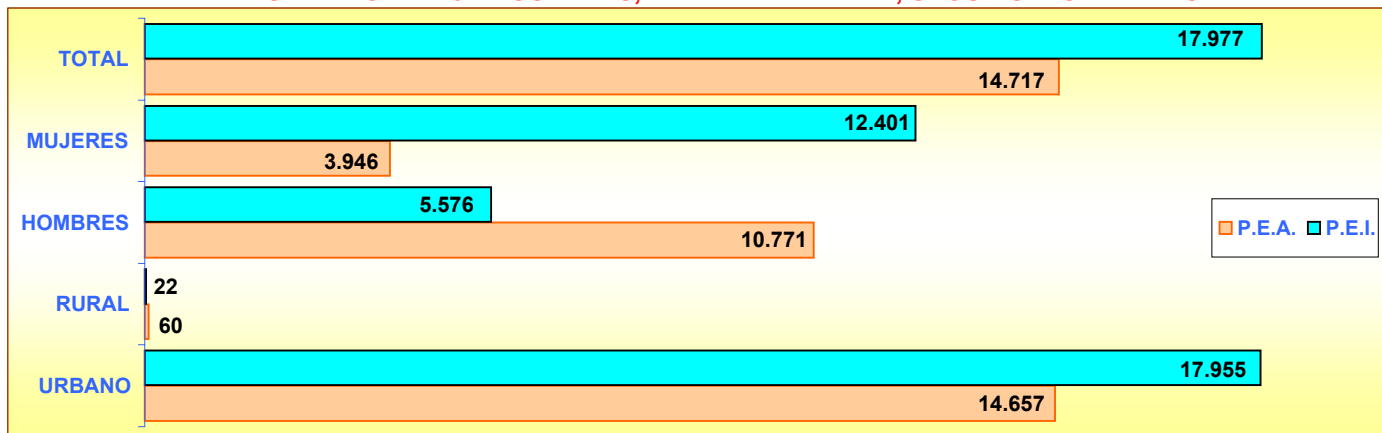 17.977
TOTAL
14.717
12.401
MUJERES
3.946
5.576
HOMBRES
10.771
P.E.A. P.E.I.
22
RURAL
60
17.955
URBANO
14.657